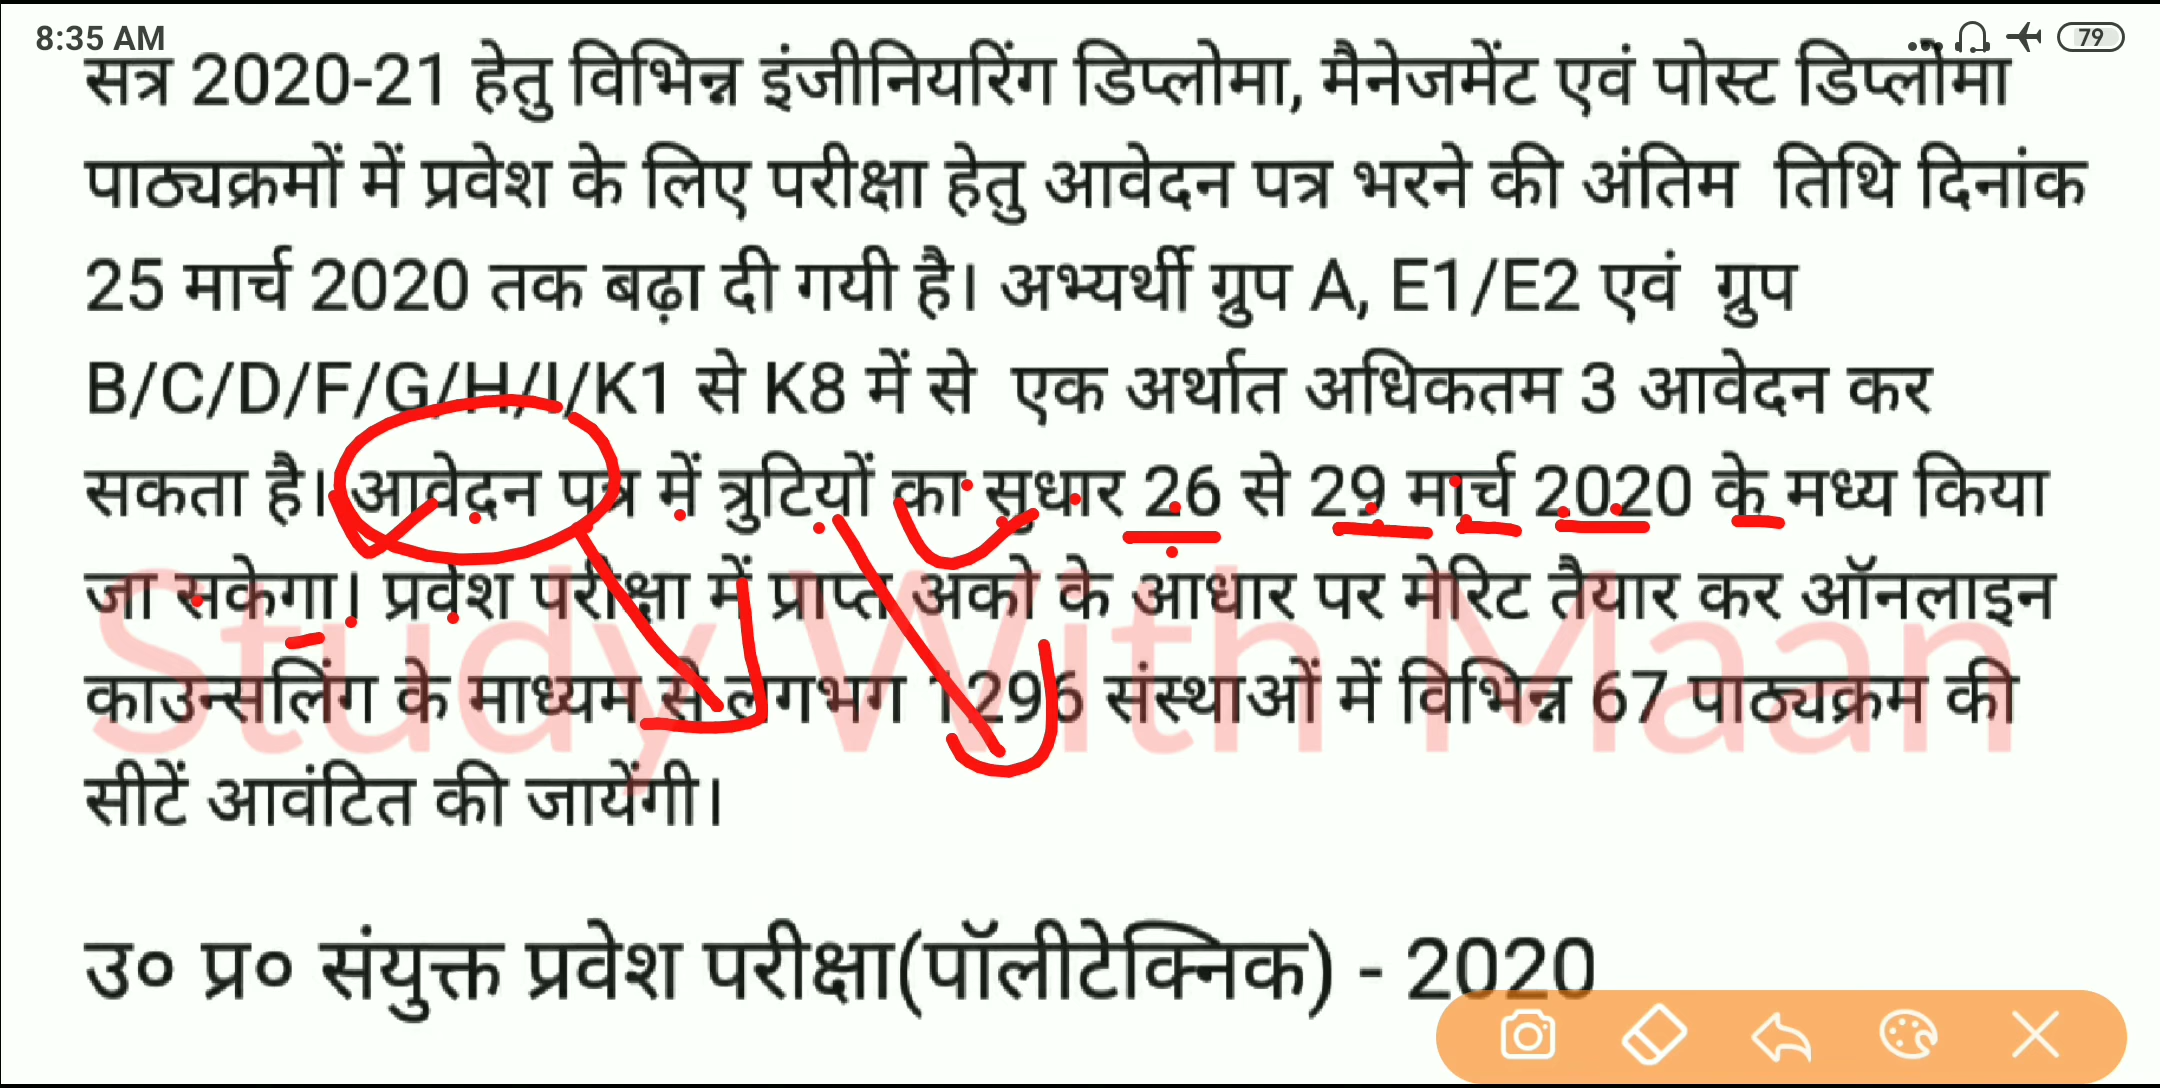 8:35 AM
79
सत्र 2020-21 हेतु विभिन्न इंजीनियरिंग डिप्लोमा, मैनेजमेंट एवं पोस्ट डिप्लोमा
पाठ्यक्रमों में प्रवेश के लिए परीक्षा हेतु आवेदन पत्र भरने की अंतिम तिथि दिनांक
25 मार्च 2020 तक बढ़ा दी गयी है। अभ्यर्थी ग्रुप A, E1/E2 एवं ग्रुप
B/C/D/F/G/H/I/K1 से K8 में से एक अर्थात अधिकतम 3 आवेदन कर
सकता है। आवेदन पत्र में त्रुटियों का सुधार 26 से 29 मार्च 2020 के मध्य किया
जा सकेगा। प्रवेश परीक्षा में प्राप्त अंको के आधार पर मेरिट तैयार कर ऑनलाइन
काउन्सलिंग के माध्यम से लगभग 1296 संस्थाओं में विभिन्न 67 पाठ्यक्रम की
सीटें आवंटित की जायेंगी।
Study With Maan
उ० प्र० संयुक्त प्रवेश परीक्षा(पॉलीटेक्निक) - 2020